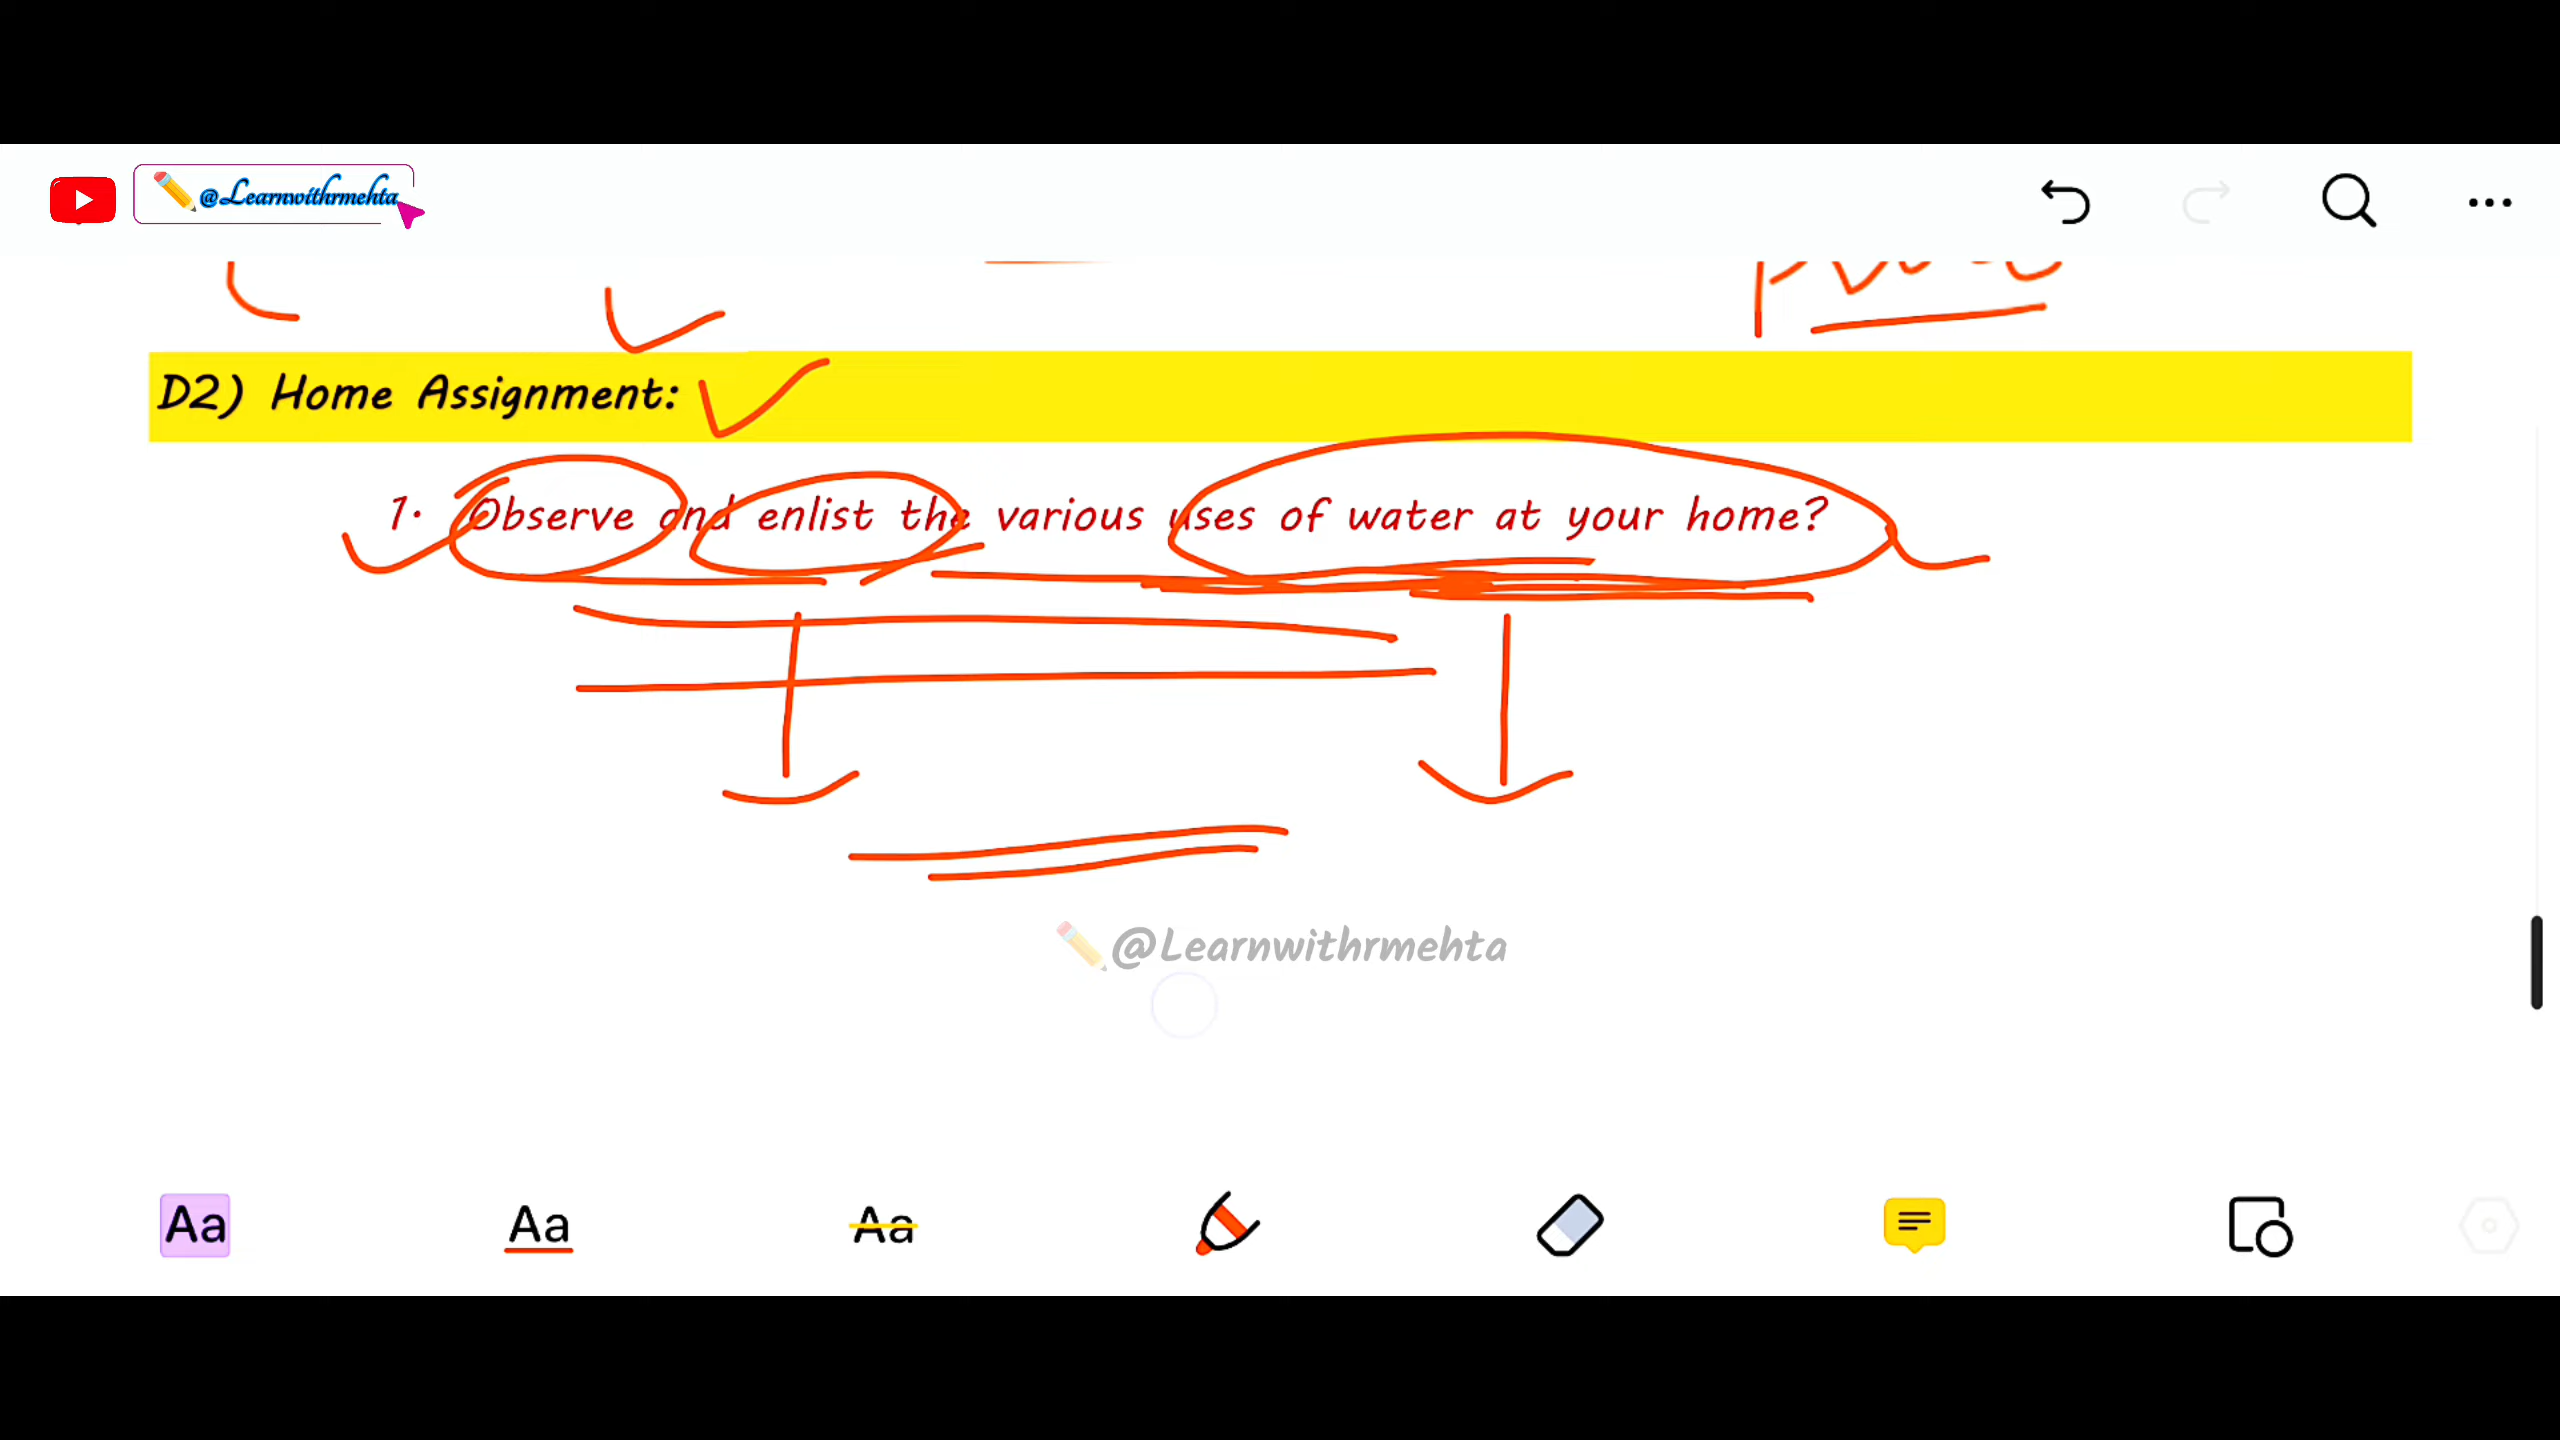 @Learnwithrmehta
D2) Home Assignment:
1. Observe and enlist the various uses of water at your home?
@Learnwithrmehta
Aa Aa Aa